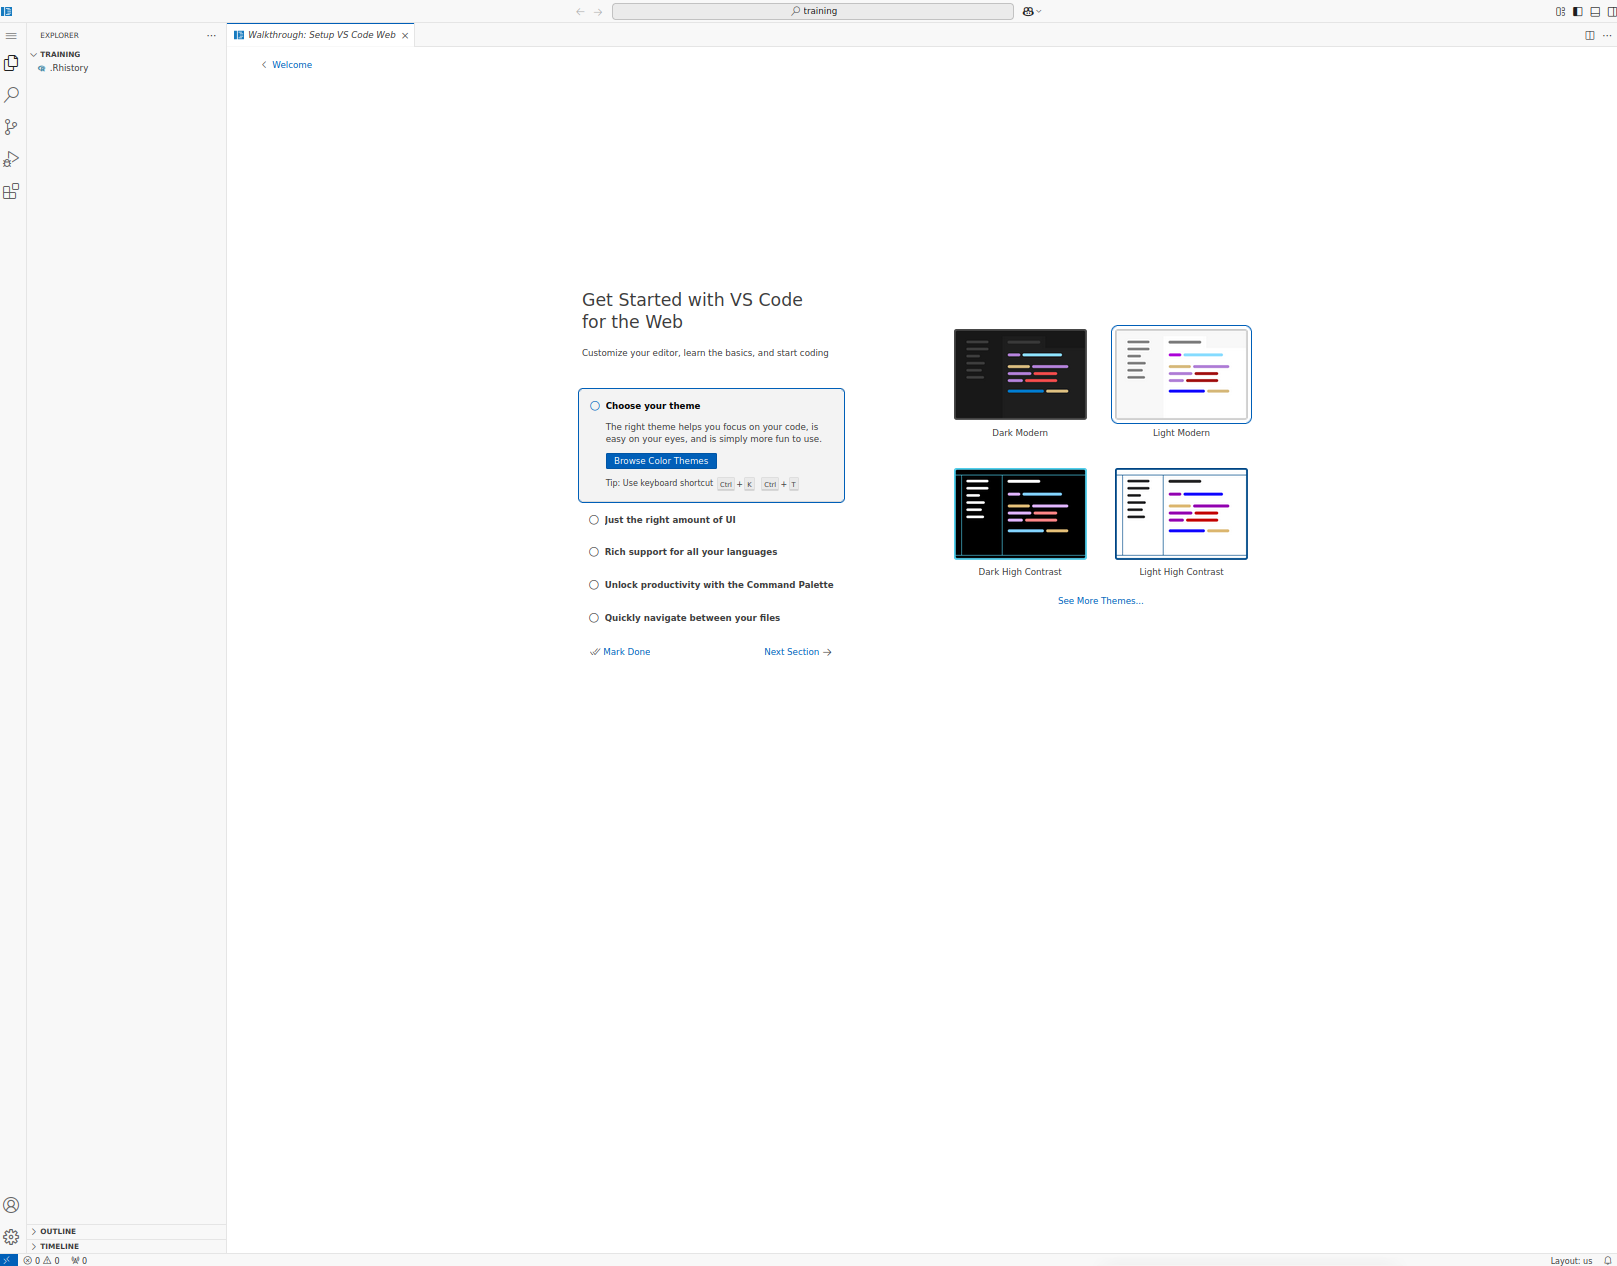 training
EXPLORER
Walkthrough: Setup VS Code Web
TRAINING
.Rhistory
Welcome
Get Started with VS Code
for the Web
Customize your editor, learn the basics, and start coding
Choose your theme
The right theme helps you focus on your code, is
easy on your eyes, and is simply more fun to use.
Browse Color Themes
Tip: Use keyboard shortcut Ctrl + K Ctrl + T
Just the right amount of UI
Rich support for all your languages
Unlock productivity with the Command Palette
Quickly navigate between your files
Mark Done
Next Section
Dark Modern
Light Modern
Dark High Contrast
Light High Contrast
See More Themes...
OUTLINE
TIMELINE
0 0 0
Layout: us